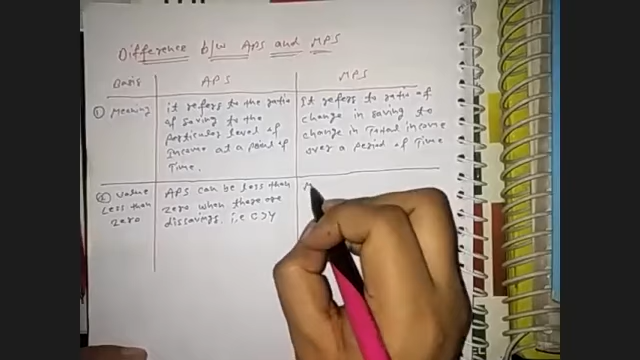 Difference b/w APS and MPS
Basis
APS
MPS
① Meaning
it refers to the ratio
of saving to the
particular level of
Income at a point of
Time.
It refers to ratio of
change in saving to
change in Total income
over a period of Time
② value
Less than
zero
APS can be less than
zero when there are
dissavings. i.e C>Y